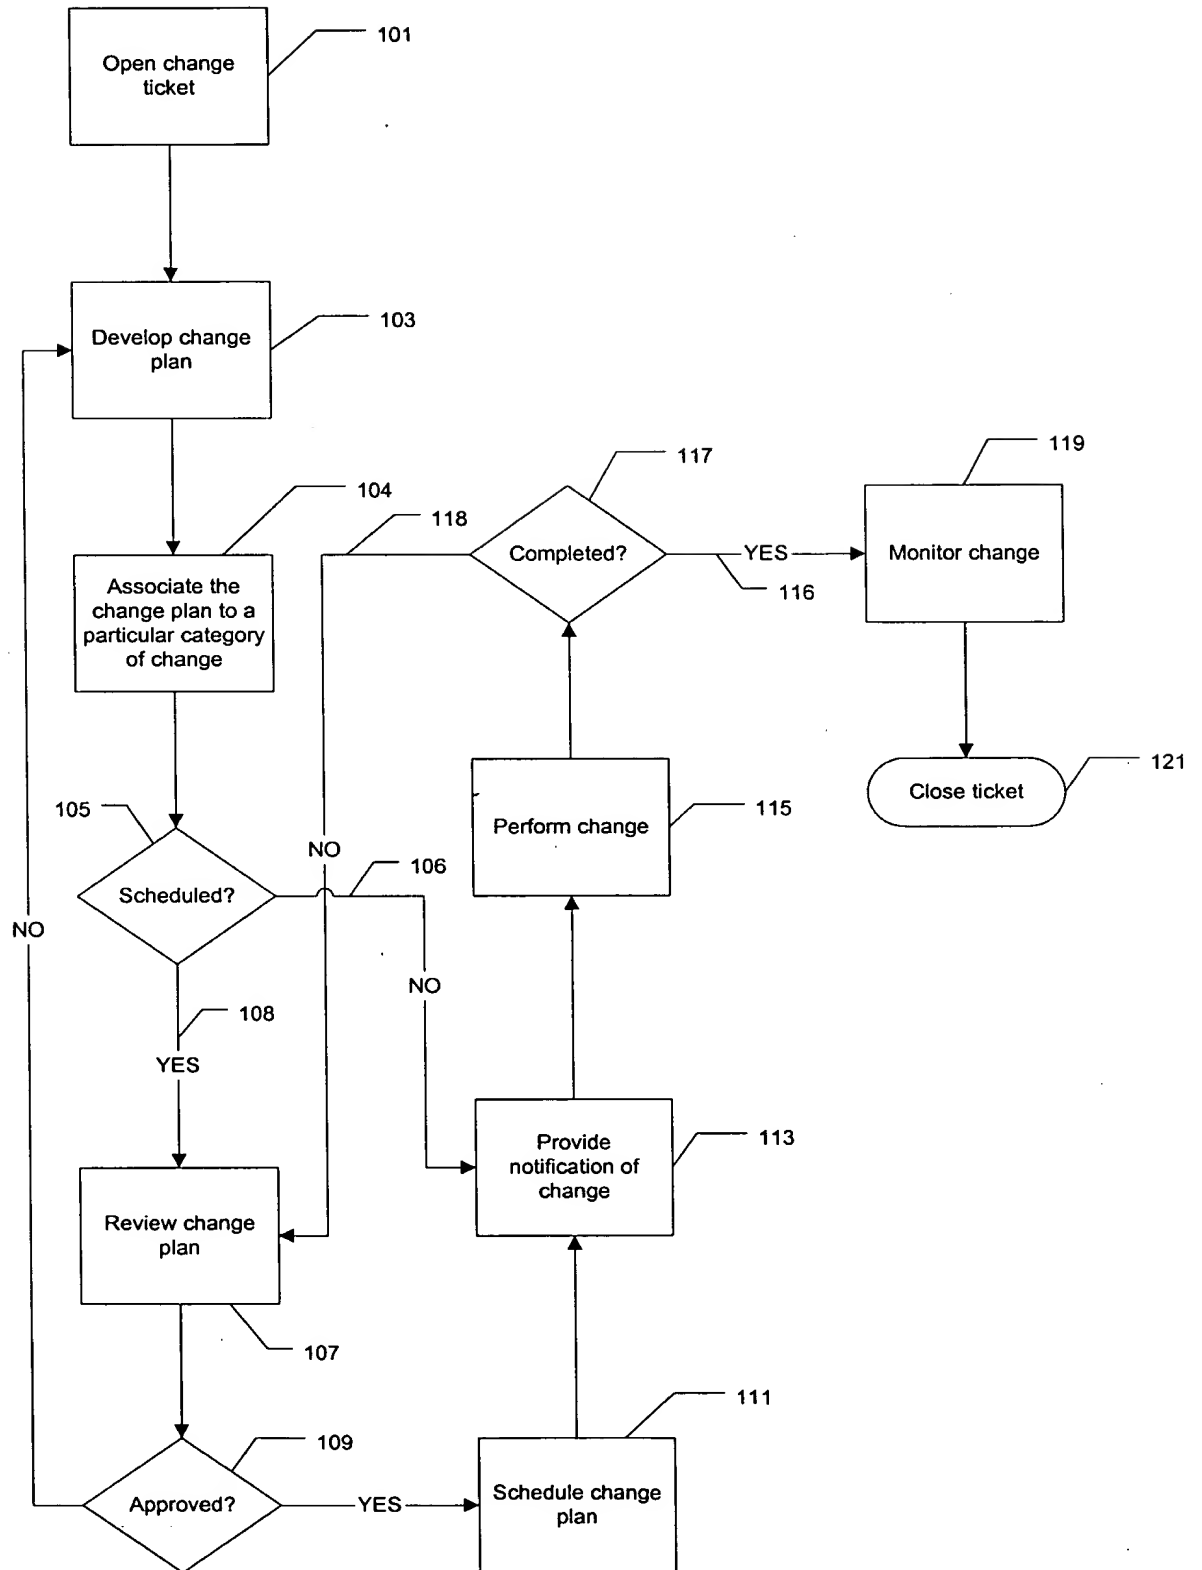 Open change
ticket
101
Develop change
plan
103
Associate the
change plan to a
particular category
of change
104
Scheduled?
105
106
NO
108
YES
Review change
plan
107
Approved?
109
NO
YES
Schedule change
plan
111
Provide
notification of
change
113
Perform change
115
Completed?
117
118
NO
YES
116
Monitor change
119
Close ticket
121